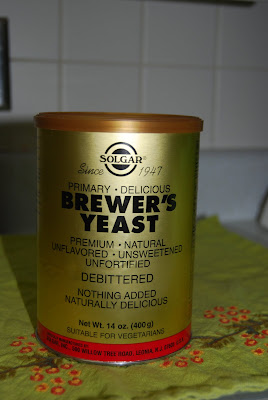 SOLGAR®
Since 1947
PRIMARY • DELICIOUS
BREWER'S
YEAST
PREMIUM • NATURAL
UNFLAVORED • UNSWEETENED
UNFORTIFIED
DEBITTERED
NOTHING ADDED
NATURALLY DELICIOUS
Net Wt. 14 oz. (400g)
SUITABLE FOR VEGETARIANS